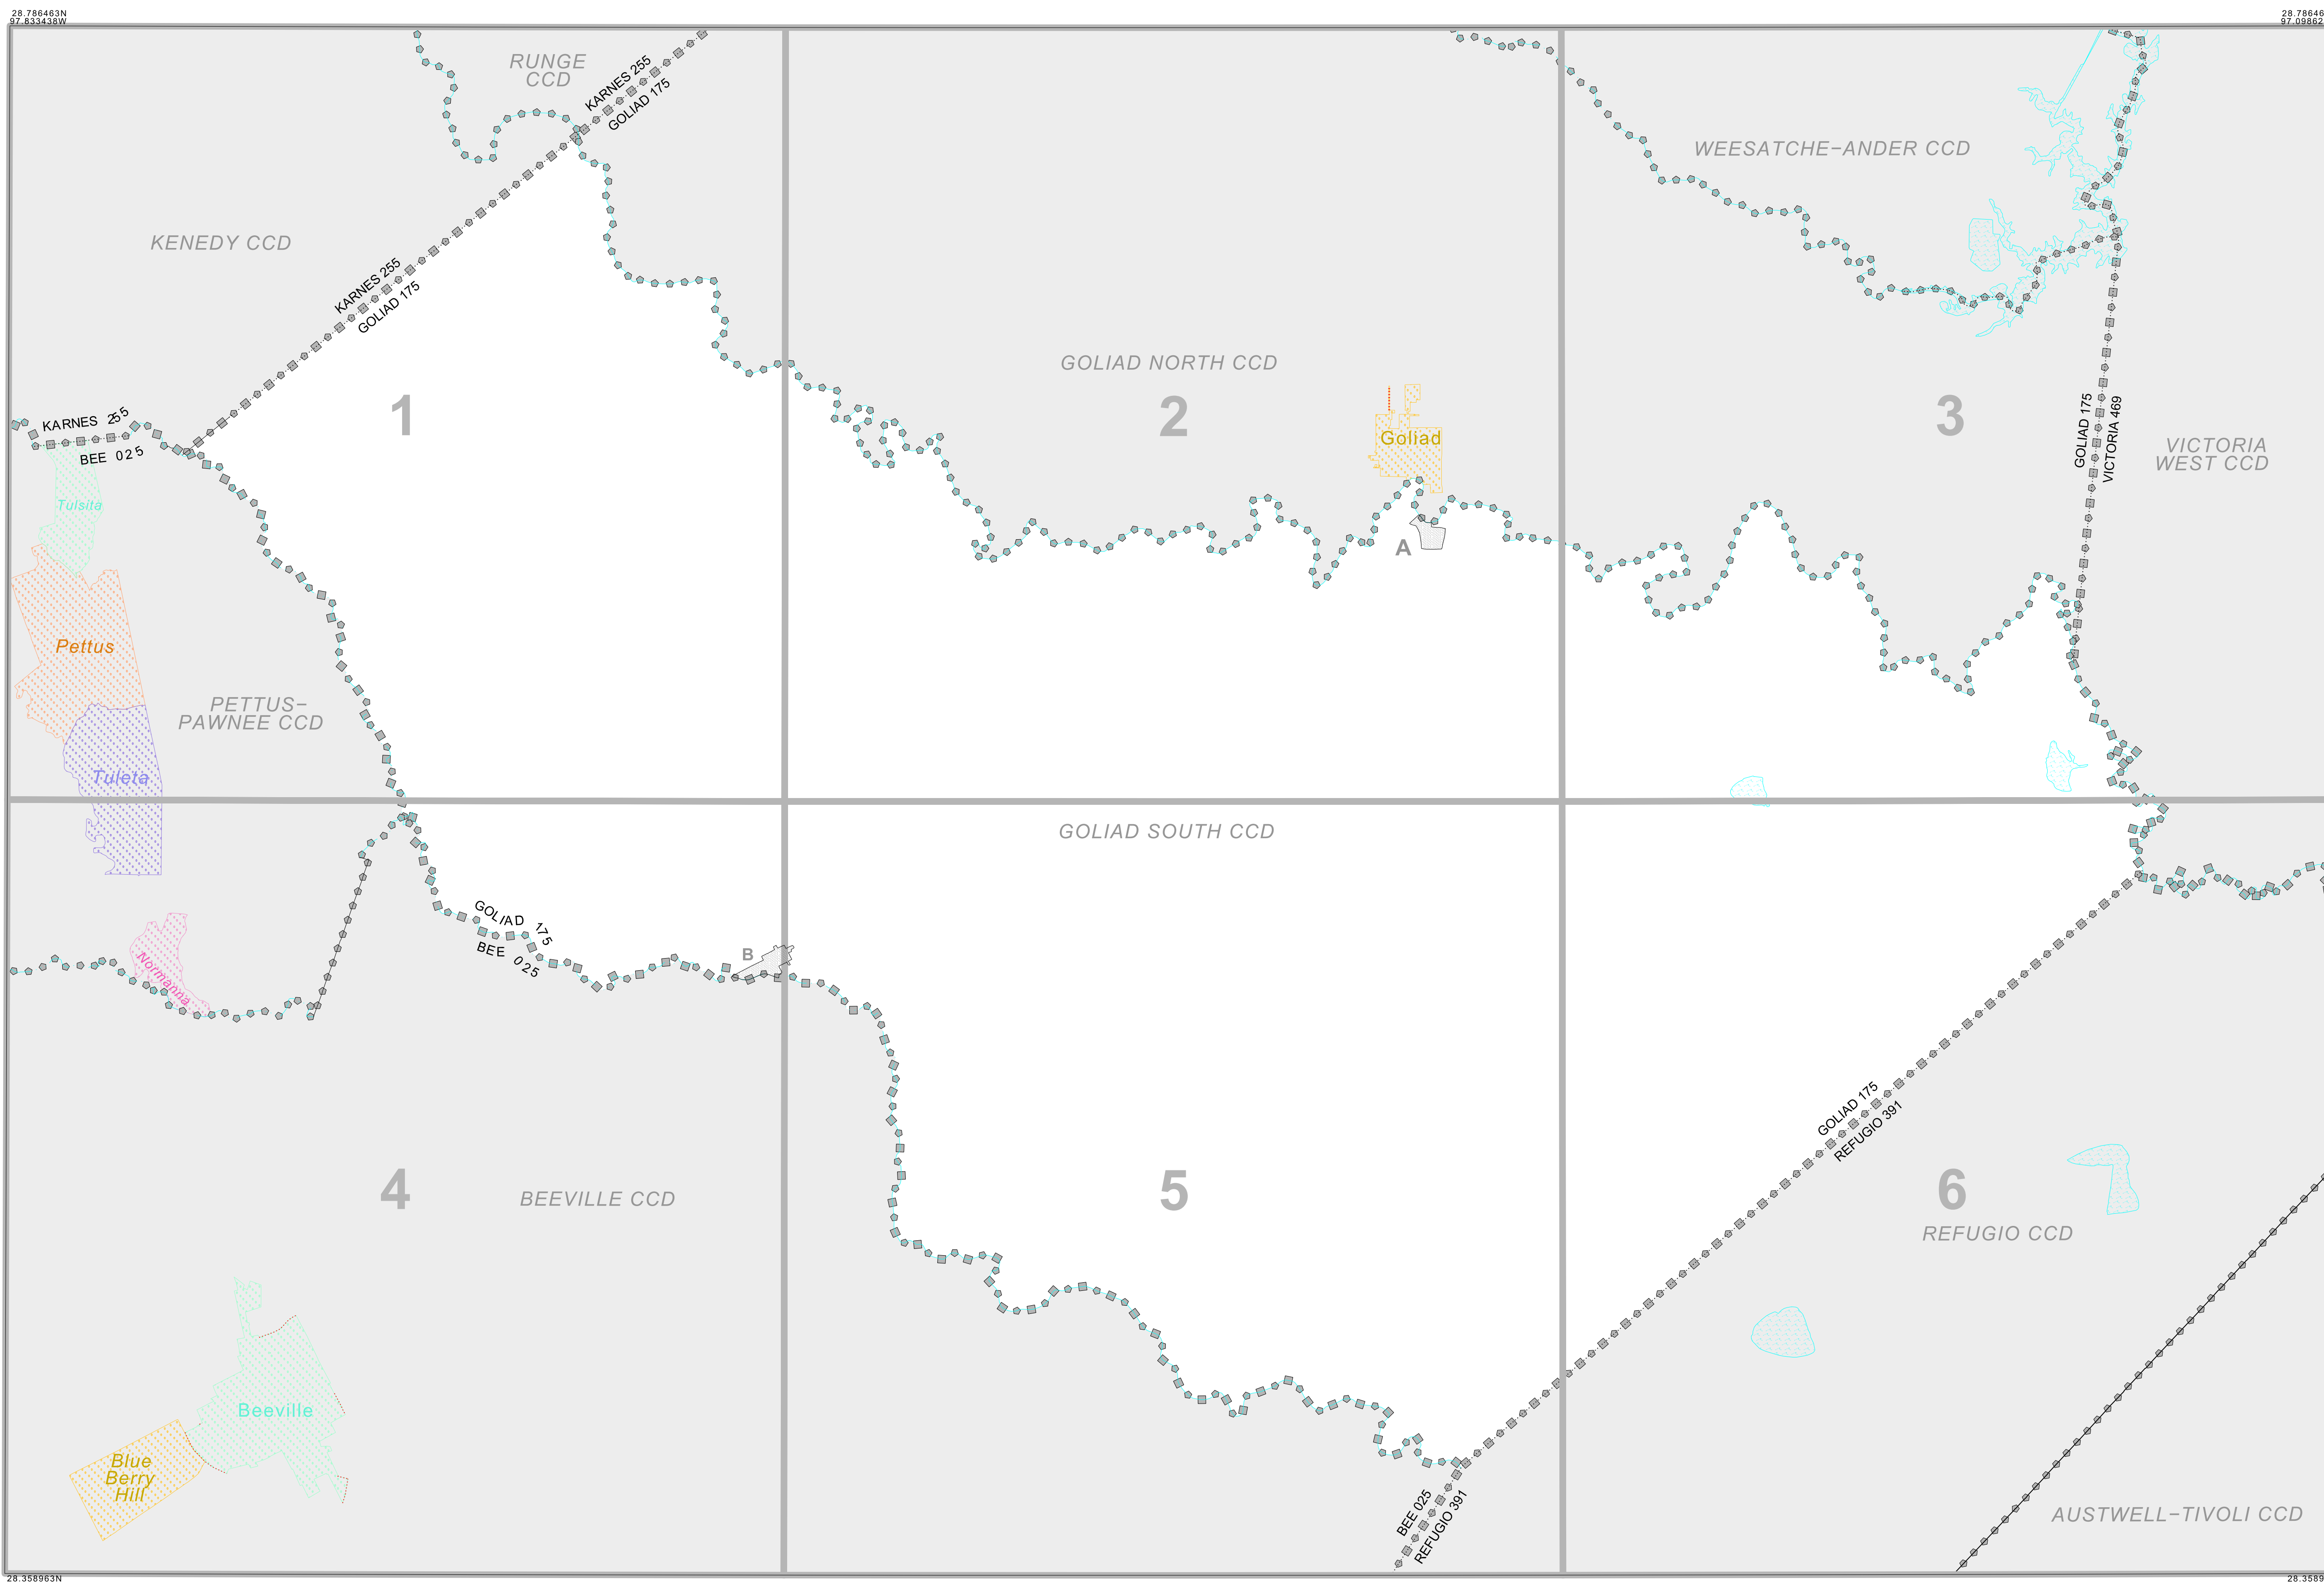 28.786463N
97.833438W
28.78646
97.09862
RUNGE
CCD
KARNES 255
GOLIAD 175
WEESATCHE-ANDER CCD
KENEDY CCD
KARNES 255
GOLIAD 175
GOLIAD NORTH CCD
1
2
3
KARNES 255
BEE 025
Goliad
GOLIAD 175
VICTORIA 469
VICTORIA
WEST CCD
Tulsita
A
Pettus
PETTUS-
PAWNEE CCD
Tuleta
GOLIAD SOUTH CCD
GOLIAD 175
BEE 025
B
Normanna
GOLIAD 175
REFUGIO 391
4
BEEVILLE CCD
5
6
REFUGIO CCD
Beeville
Blue
Berry
Hill
BEE 025
REFUGIO 391
AUSTWELL-TIVOLI CCD
28.358963N
28.3589